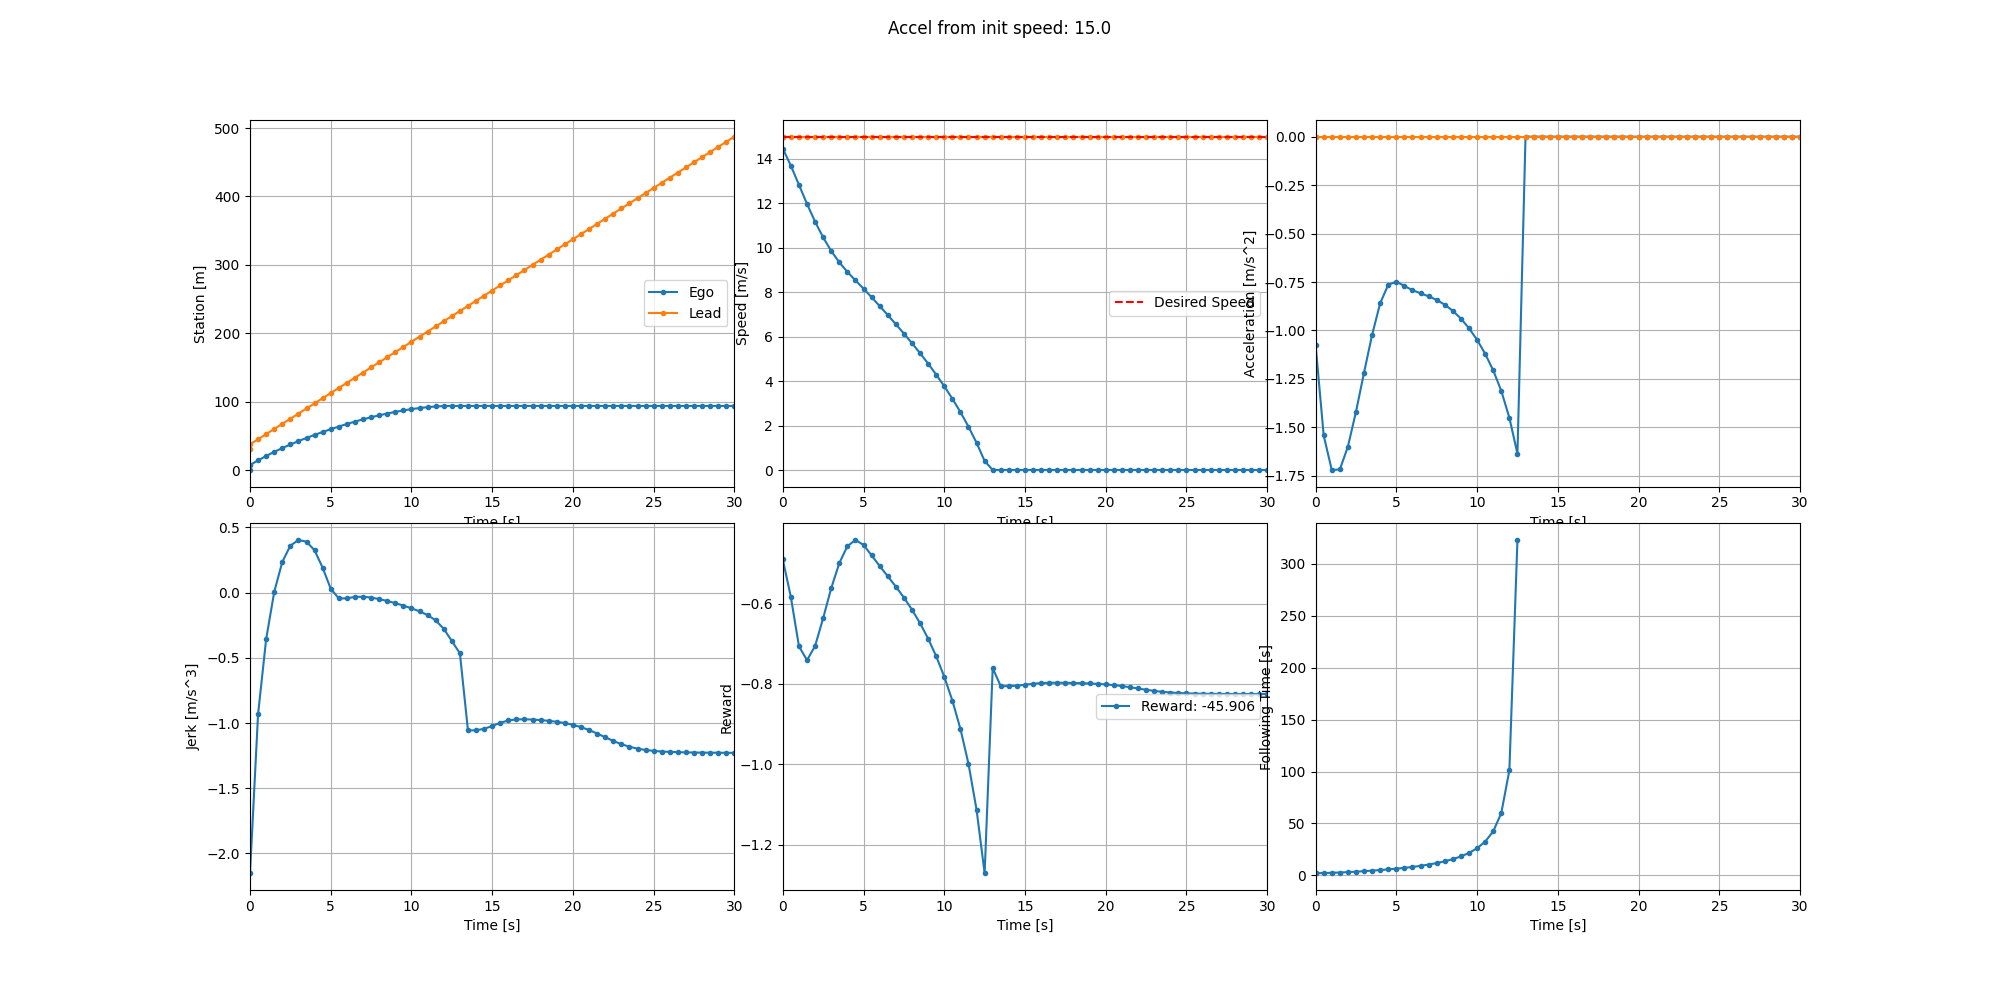 Accel from init speed: 15.0
Station [m]
500
400
300
200
100
0
0 5 10 15 20 25 30
Time [s]
Ego
Lead
Speed [m/s]
14
12
10
8
6
4
2
0
0 5 10 15 20 25 30
Time [s]
Desired Speed
Acceleration [m/s^2]
0.00
−0.25
−0.50
−0.75
−1.00
−1.25
−1.50
−1.75
0 5 10 15 20 25 30
Time [s]
Jerk [m/s^3]
0.5
0.0
−0.5
−1.0
−1.5
−2.0
0 5 10 15 20 25 30
Time [s]
Reward
−0.6
−0.8
−1.0
−1.2
0 5 10 15 20 25 30
Time [s]
Reward: -45.906
Following Time [s]
300
250
200
150
100
50
0
0 5 10 15 20 25 30
Time [s]